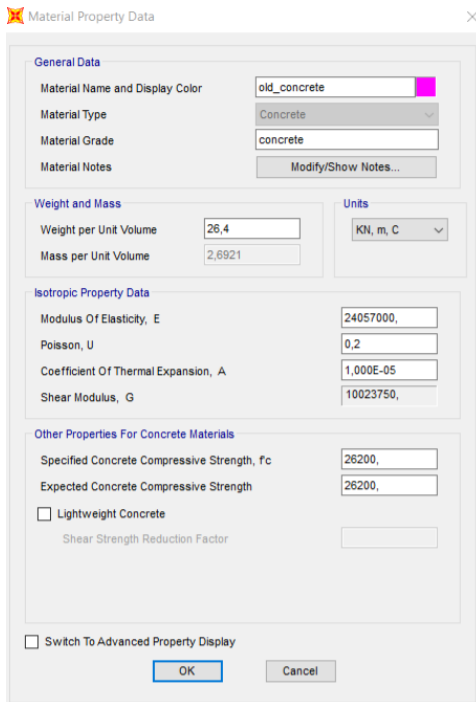 Material Property Data
General Data
Material Name and Display Color old_concrete
Material Type Concrete
Material Grade concrete
Material Notes Modify/Show Notes...
Weight and Mass Units
Weight per Unit Volume 26,4 KN, m, C
Mass per Unit Volume 2,6921
Isotropic Property Data
Modulus Of Elasticity, E 24057000,
Poisson, U 0,2
Coefficient Of Thermal Expansion, A 1,000E-05
Shear Modulus, G 10023750,
Other Properties For Concrete Materials
Specified Concrete Compressive Strength, f'c 26200,
Expected Concrete Compressive Strength 26200,
Lightweight Concrete
Shear Strength Reduction Factor
Switch To Advanced Property Display
OK Cancel